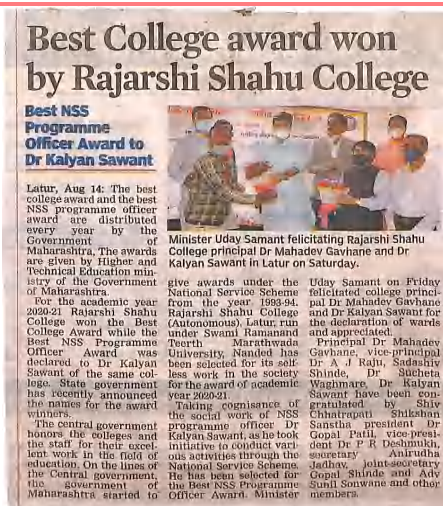 Best College award won
by Rajarshi Shahu College
Best NSS
Programme
Officer Award to
Dr Kalyan Sawant
Latur, Aug 14: The best
college award and the best
NSS programme officer
award are distributed
every year by the
Government of
Maharashtra, The awards
are given by Higher and
Technical Education min-
istry of the Government
of Maharashtra.
For the academic year
2020-21 Rajarshi Shahu
College won the Best
College Award while the
Best NSS Programme
Officer Award was
declared to Dr Kalyan
Sawant of the same col-
lege. State government
has recently announced
the names for the award
winners.
The central government
honors the colleges and
the staff for their excel-
lent work in the field of
education. On the lines of
the Central government,
the government of
Maharashtra started to
Minister Uday Samant felicitating Rajarshi Shahu
College principal Dr Mahadev Gavhane and Dr
Kalyan Sawant in Latur on Saturday.
give awards under the
National Service Scheme
from the year 1993-94.
Rajarshi Shahu College
(Autonomous), Latur, run
under Swami Ramanand
Teerth Marathwada
University, Nanded has
been selected for its self-
less work in the society
for the award of academic
year 2020-21
Taking cognisance of
the social work of NSS
programme officer Dr
Kalyan Sawant, as he took
initiative to conduct vari-
ous activities through the
National Service Scheme.
He has been selected for
the Best NSS Programme
Officer Award. Minister
Uday Samant on Friday
felicitated college princi-
pal Dr Mahadev Gavhane
and Dr Kalyan Sawant for
the declaration of wards
and appreciated.
Principal Dr Mahadev
Gavhane, vice-principal
Dr A J Raju, Sadashiv
Shinde, Dr Sucheta
Waghmare, Dr Kalyan
Sawant have been con-
gratulated by Shiv
Chhatrapati Shikshan
Sanstha president Dr
Gopal Patil, vice-presi-
dent Dr P R Deshmukh,
secretary Anirudha
Jadhav, joint-secretary
Gopal Shinde and Adv
Sunil Sonwane and other
members.